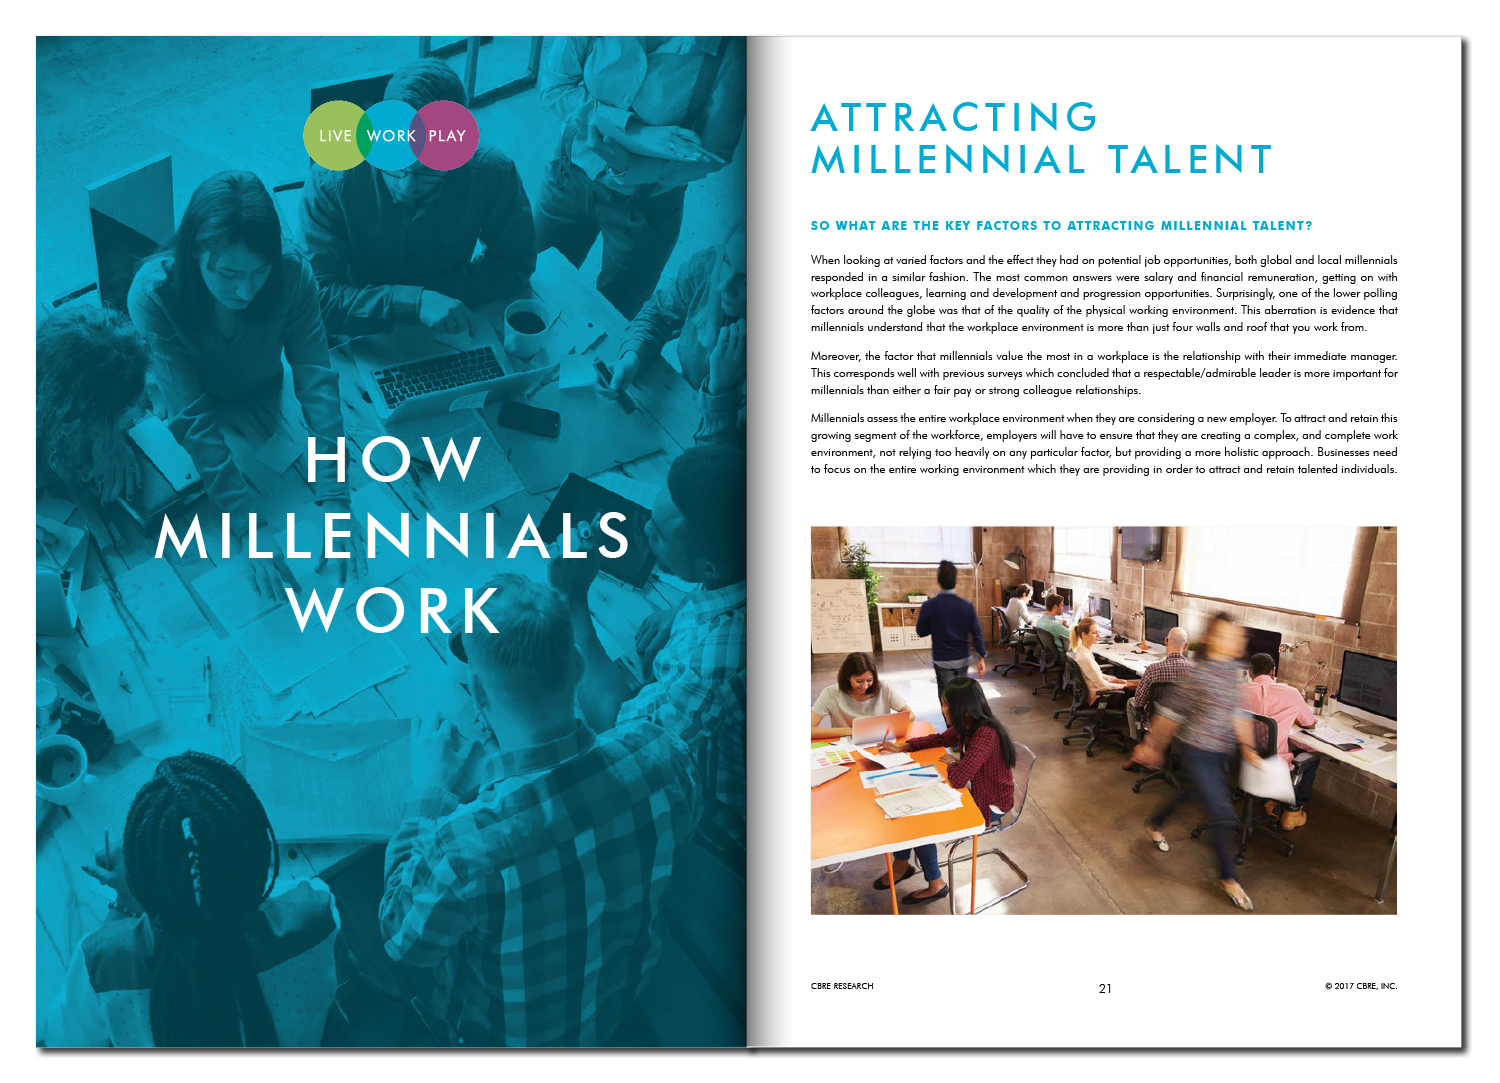 LIVE WORK PLAY
HOW
MILLENNIALS
WORK
ATTRACTING
MILLENNIAL TALENT
SO WHAT ARE THE KEY FACTORS TO ATTRACTING MILLENNIAL TALENT?
When looking at varied factors and the effect they had on potential job opportunities, both global and local millennials
responded in a similar fashion. The most common answers were salary and financial remuneration, getting on with
workplace colleagues, learning and development and progression opportunities. Surprisingly, one of the lower polling
factors around the globe was that of the quality of the physical working environment. This aberration is evidence that
millennials understand that the workplace environment is more than just four walls and roof that you work from.
Moreover, the factor that millennials value the most in a workplace is the relationship with their immediate manager.
This corresponds well with previous surveys which concluded that a respectable/admirable leader is more important for
millennials than either a fair pay or strong colleague relationships.
Millennials assess the entire workplace environment when they are considering a new employer. To attract and retain this
growing segment of the workforce, employers will have to ensure that they are creating a complex, and complete work
environment, not relying too heavily on any particular factor, but providing a more holistic approach. Businesses need
to focus on the entire working environment which they are providing in order to attract and retain talented individuals.
CBRE RESEARCH
21
© 2017 CBRE, INC.